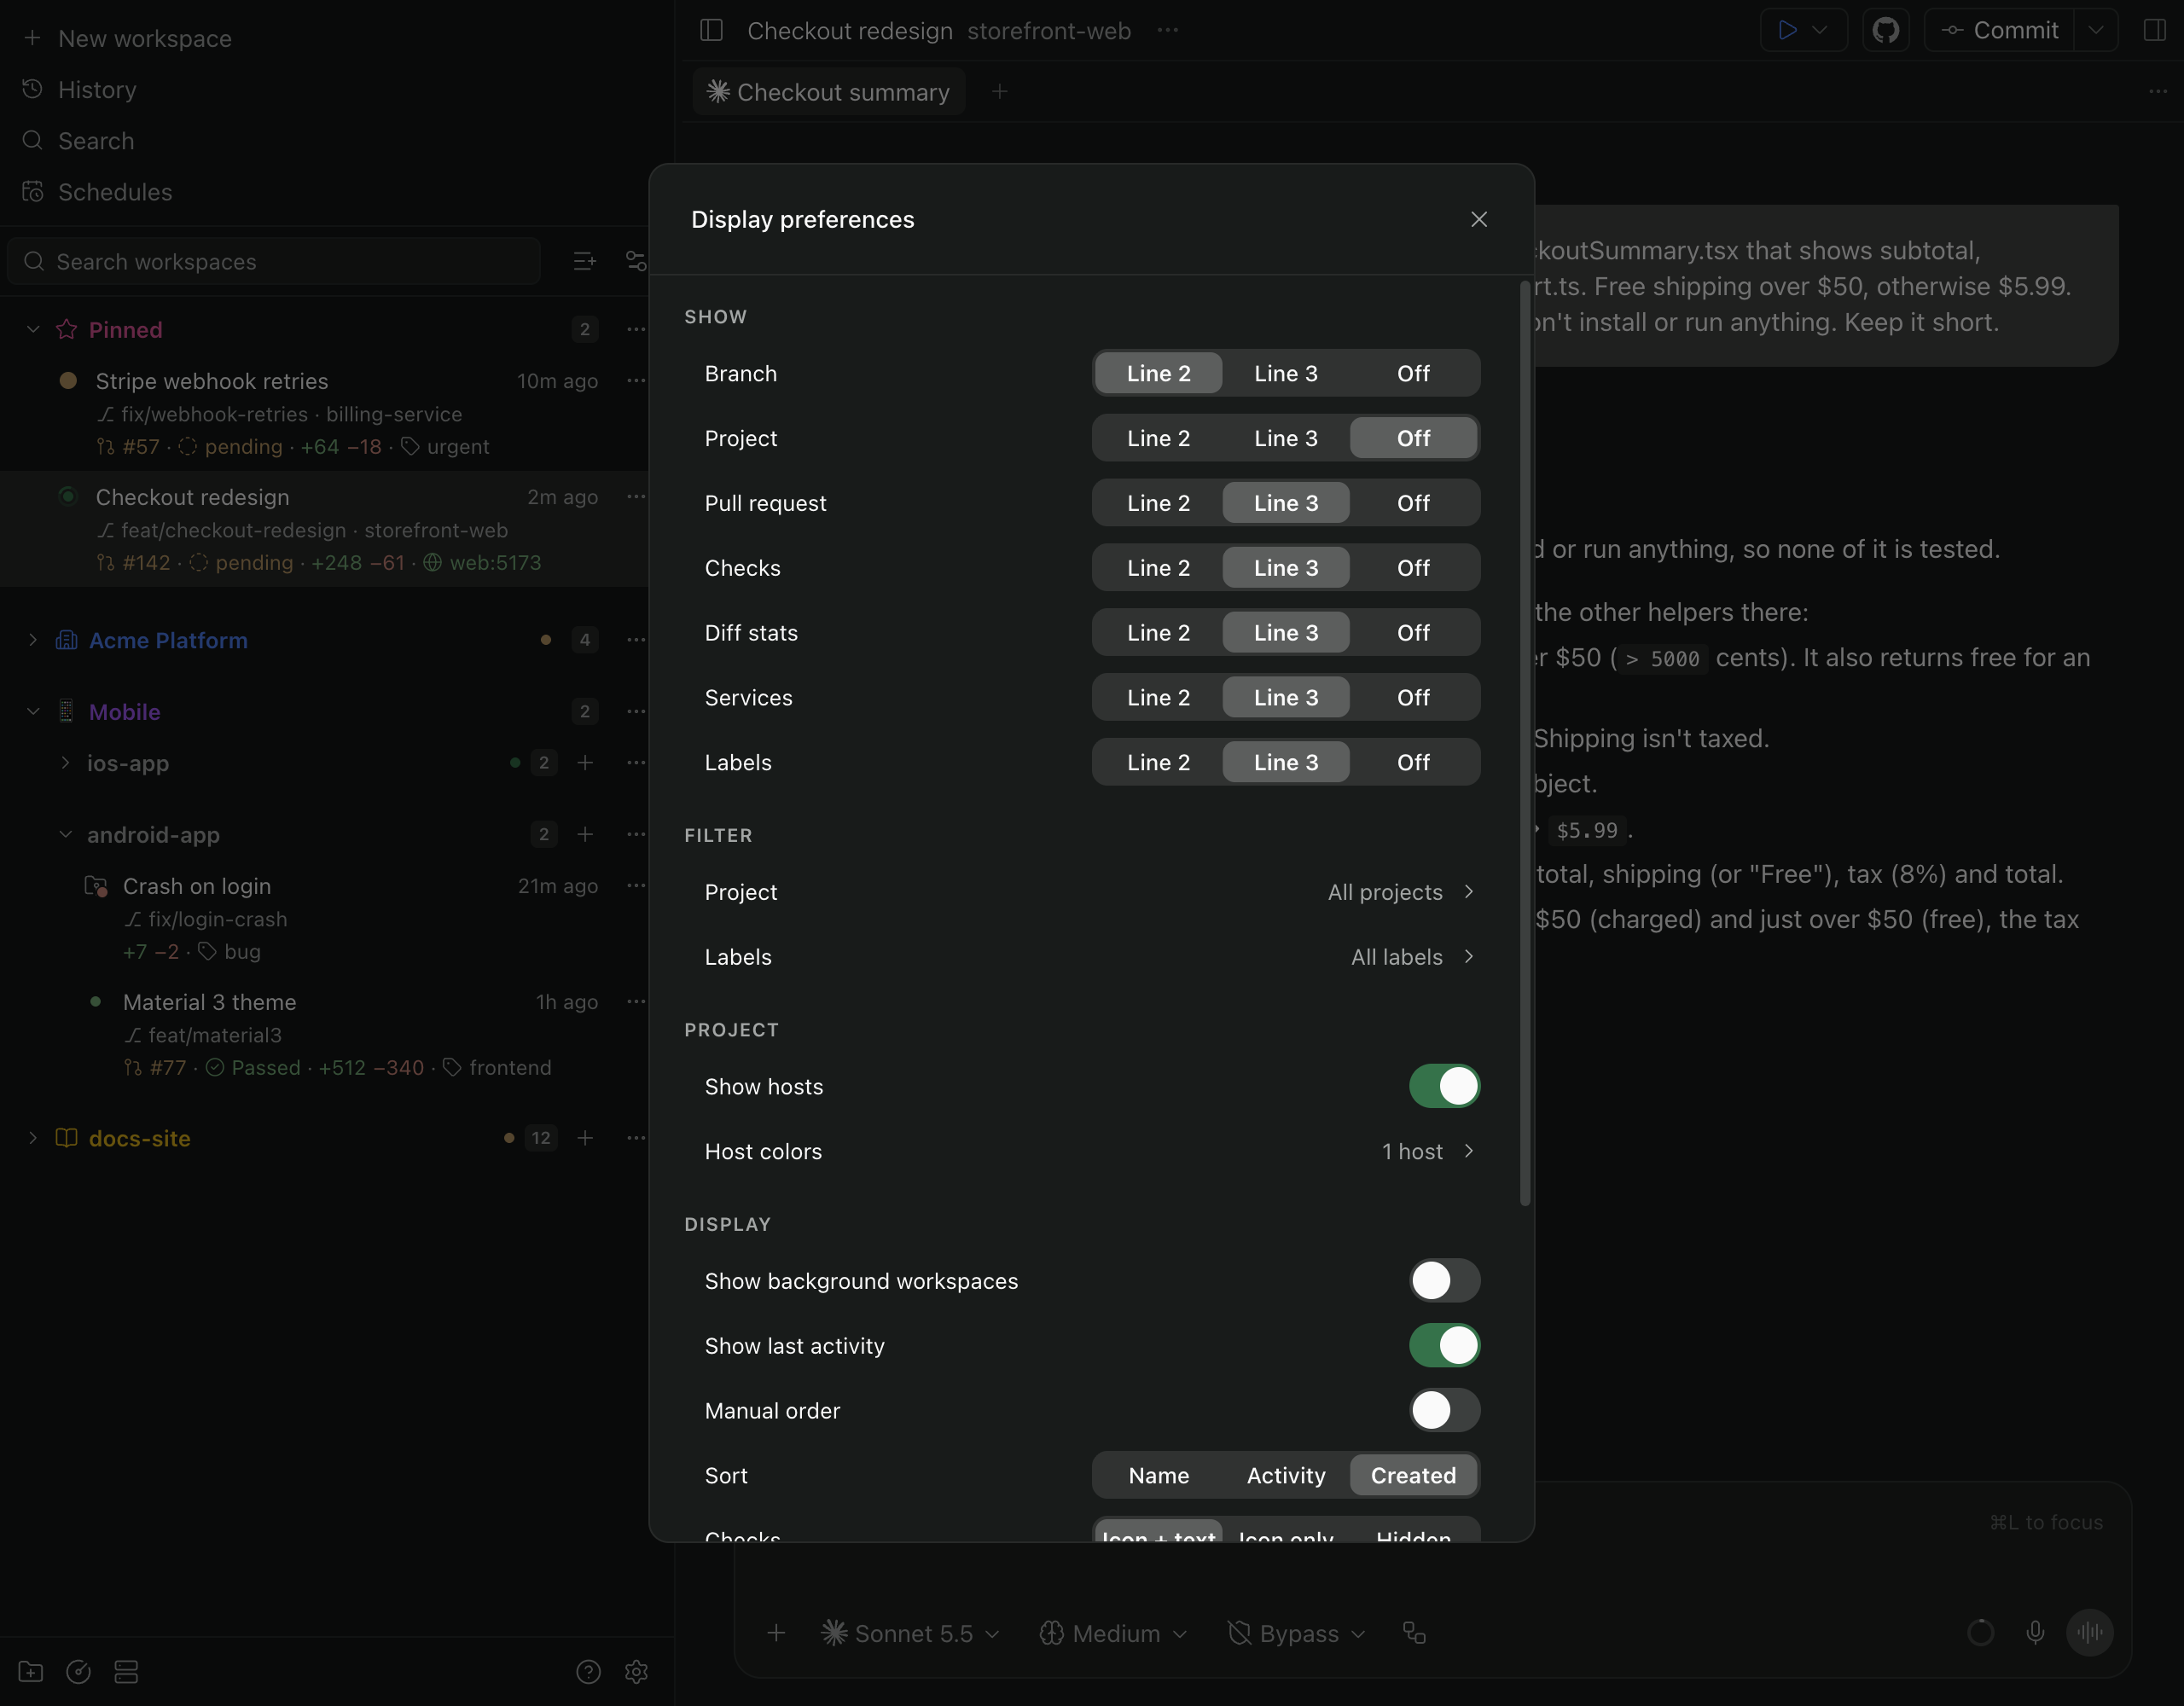 New workspace
History
Search
Schedules
Search workspaces
Pinned 2
Stripe webhook retries 10m ago
fix/webhook-retries · billing-service
#57 · pending · +64 −18 · urgent
Checkout redesign 2m ago
feat/checkout-redesign · storefront-web
#142 · pending · +248 −61 · web:5173
Acme Platform 4
Mobile 2
ios-app 2
android-app 2
Crash on login 21m ago
fix/login-crash
+7 −2 · bug
Material 3 theme 1h ago
feat/material3
#77 · Passed · +512 −340 · frontend
docs-site 12
Checkout redesign storefront-web
Commit
Checkout summary
Display preferences
SHOW
Branch Line 2 Line 3 Off
Project Line 2 Line 3 Off
Pull request Line 2 Line 3 Off
Checks Line 2 Line 3 Off
Diff stats Line 2 Line 3 Off
Services Line 2 Line 3 Off
Labels Line 2 Line 3 Off
FILTER
Project All projects
Labels All labels
PROJECT
Show hosts
Host colors 1 host
DISPLAY
Show background workspaces
Show last activity
Manual order
Sort Name Activity Created
Checks Icon + text Icon only Hidden
koutSummary.tsx that shows subtotal,
rt.ts. Free shipping over $50, otherwise $5.99.
n't install or run anything. Keep it short.
d or run anything, so none of it is tested.
the other helpers there:
r $50 ( > 5000 cents). It also returns free for an
Shipping isn't taxed.
bject.
$5.99 .
total, shipping (or "Free"), tax (8%) and total.
$50 (charged) and just over $50 (free), the tax
⌘L to focus
Sonnet 5.5 Medium Bypass